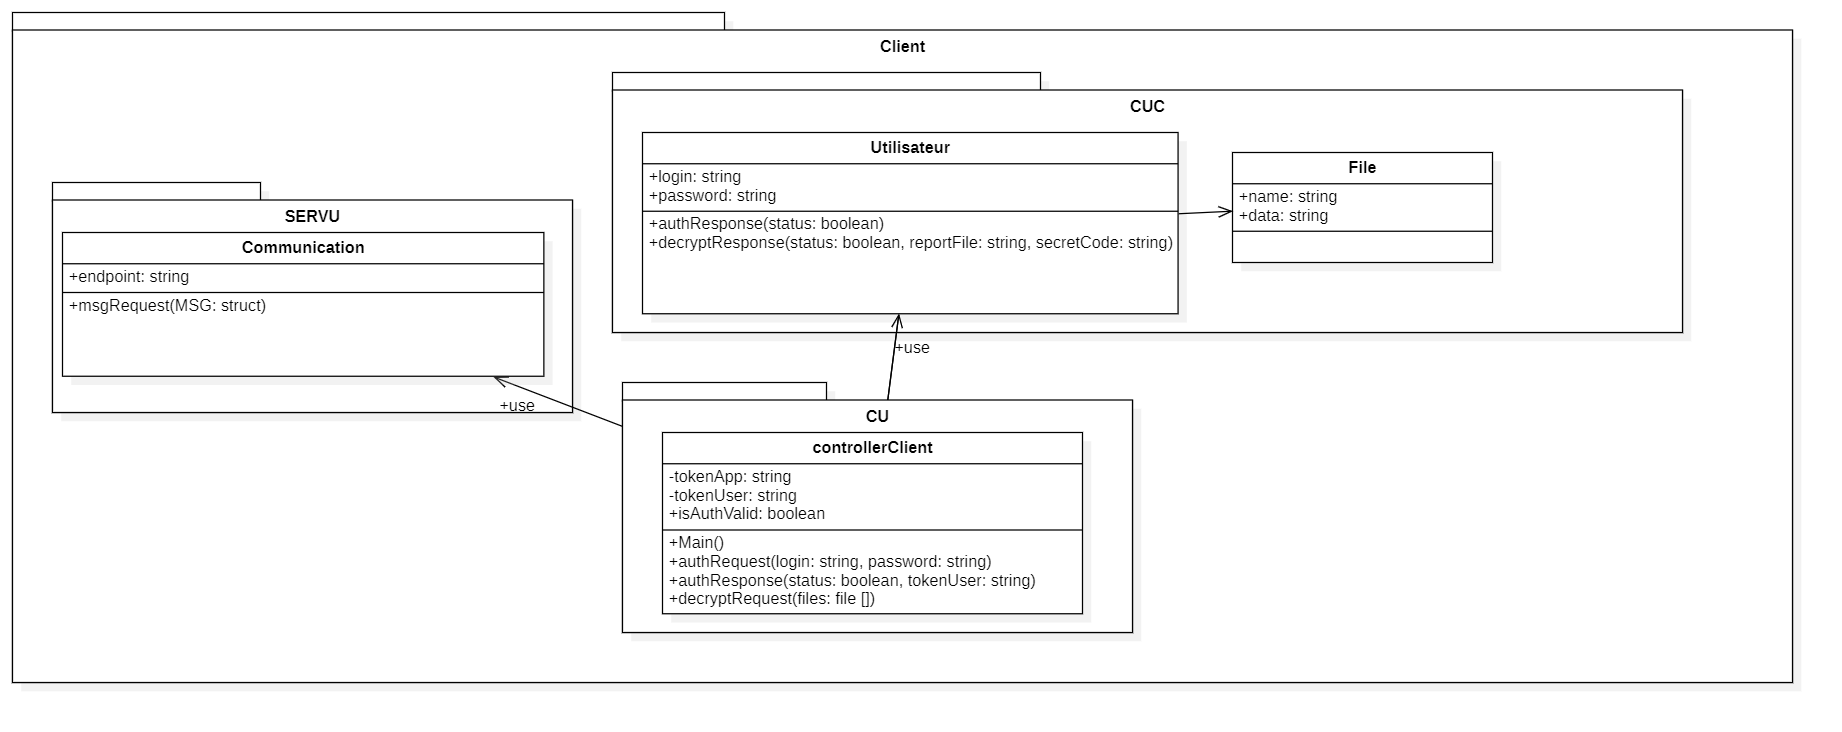 Client
CUC
Utilisateur
+login: string
+password: string
+authResponse(status: boolean)
+decryptResponse(status: boolean, reportFile: string, secretCode: string)
File
+name: string
+data: string
SERVU
Communication
+endpoint: string
+msgRequest(MSG: struct)
+use
+use
CU
controllerClient
-tokenApp: string
-tokenUser: string
+isAuthValid: boolean
+Main()
+authRequest(login: string, password: string)
+authResponse(status: boolean, tokenUser: string)
+decryptRequest(files: file [])